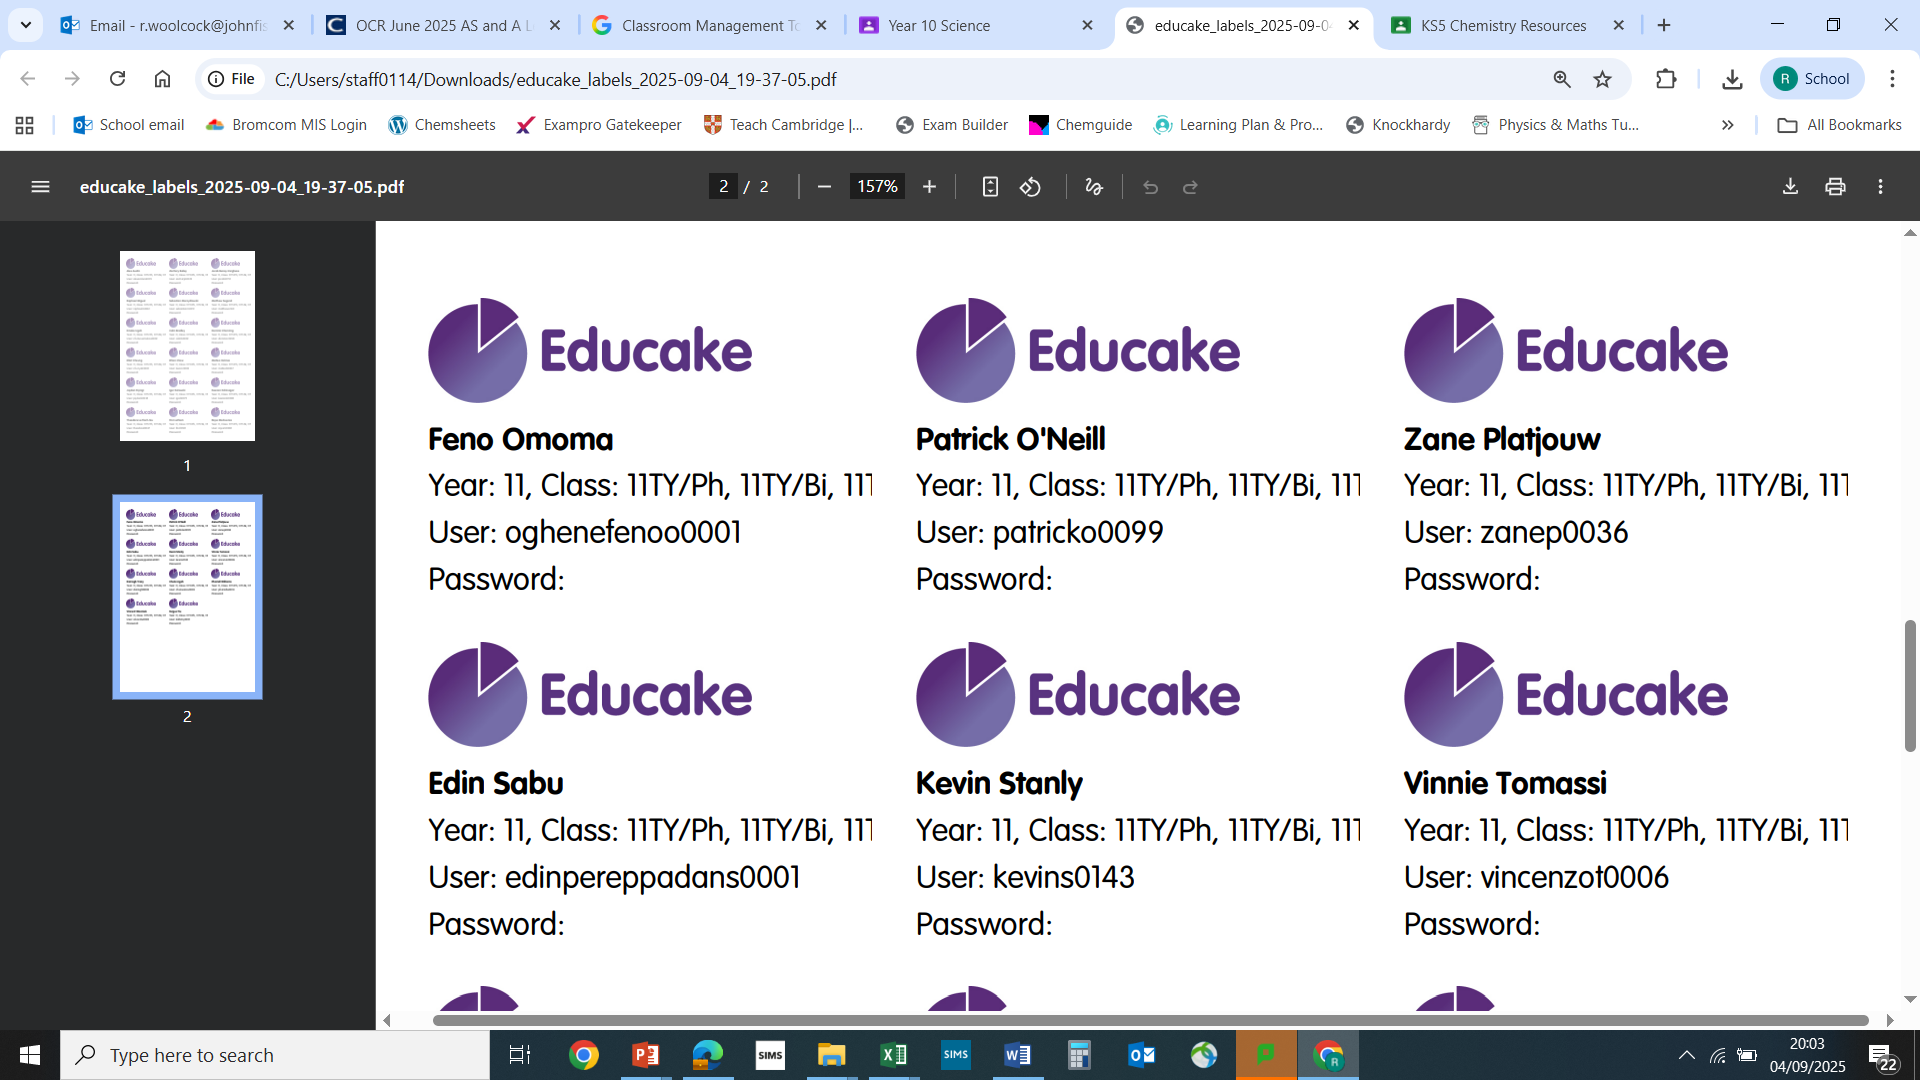 Email - r.woolcock@johnfis
OCR June 2025 AS and A L
Classroom Management To
Year 10 Science
educake_labels_2025-09-04
KS5 Chemistry Resources
File
C:/Users/staff0114/Downloads/educake_labels_2025-09-04_19-37-05.pdf
R
School
School email
Bromcom MIS Login
Chemsheets
Exampro Gatekeeper
Teach Cambridge |...
Exam Builder
Chemguide
Learning Plan & Pro...
Knockhardy
Physics & Maths Tu...
All Bookmarks
educake_labels_2025-09-04_19-37-05.pdf
2 / 2
157%
1
2
Educake
Feno Omoma
Year: 11, Class: 11TY/Ph, 11TY/Bi, 11T
User: oghenefenoo0001
Password:
Educake
Patrick O'Neill
Year: 11, Class: 11TY/Ph, 11TY/Bi, 11T
User: patricko0099
Password:
Educake
Zane Platjouw
Year: 11, Class: 11TY/Ph, 11TY/Bi, 11T
User: zanep0036
Password:
Educake
Edin Sabu
Year: 11, Class: 11TY/Ph, 11TY/Bi, 11T
User: edinpereppadans0001
Password:
Educake
Kevin Stanly
Year: 11, Class: 11TY/Ph, 11TY/Bi, 11T
User: kevins0143
Password:
Educake
Vinnie Tomassi
Year: 11, Class: 11TY/Ph, 11TY/Bi, 11T
User: vincenzot0006
Password:
Type here to search
SIMS
SIMS
20:03
04/09/2025
22